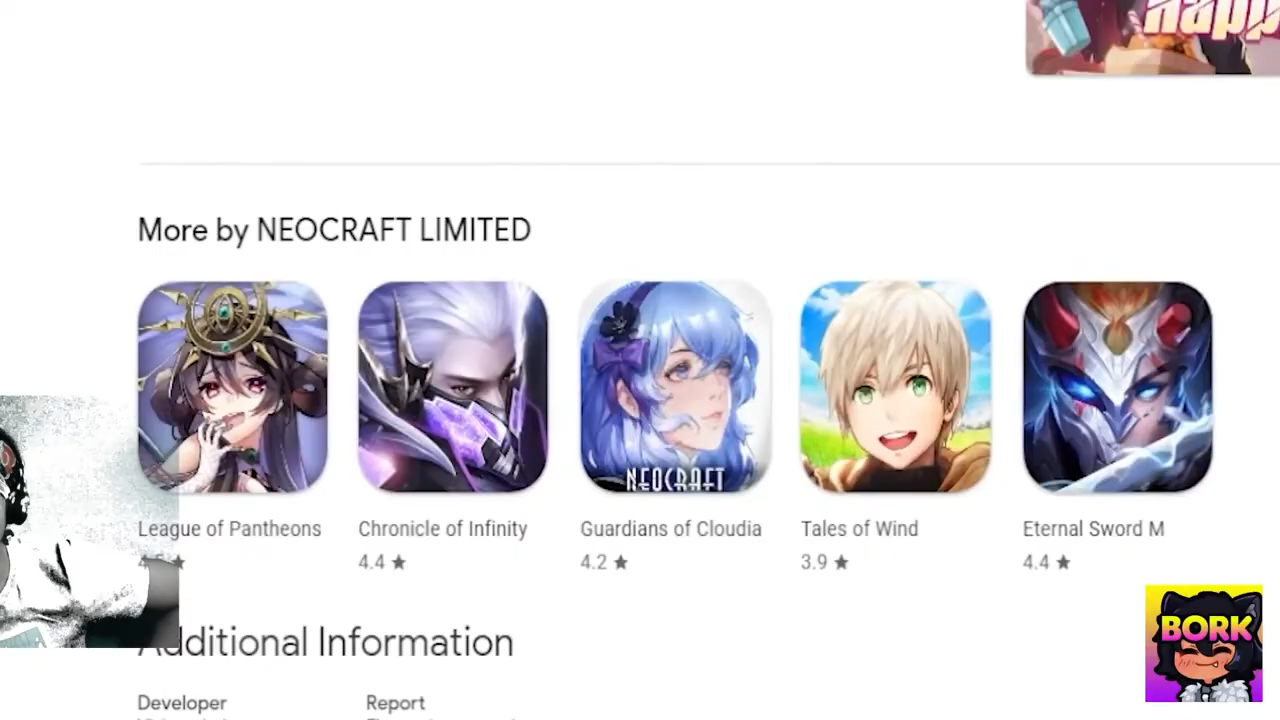 Happ
More by NEOCRAFT LIMITED
NEOCRAFT
League of Pantheons
Chronicle of Infinity
Guardians of Cloudia
Tales of Wind
Eternal Sword M
4.4 ★
4.2 ★
3.9 ★
4.4 ★
BORK
Additional Information
Developer
Report